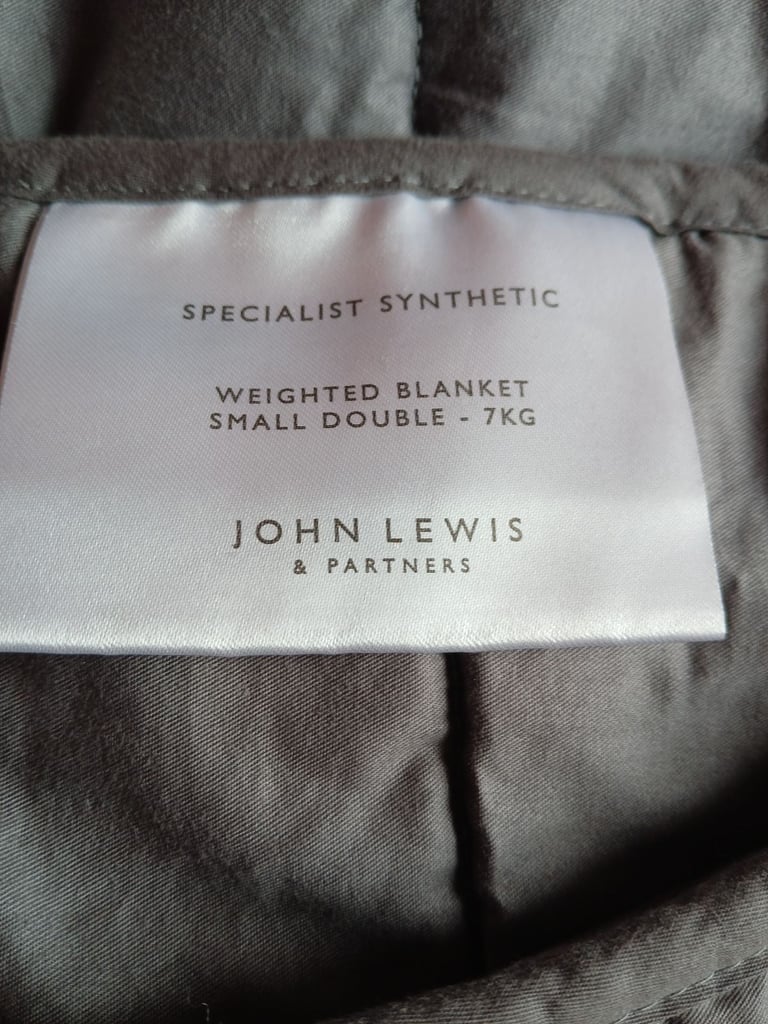 SPECIALIST SYNTHETIC
WEIGHTED BLANKET
SMALL DOUBLE - 7KG
JOHN LEWIS
& PARTNERS